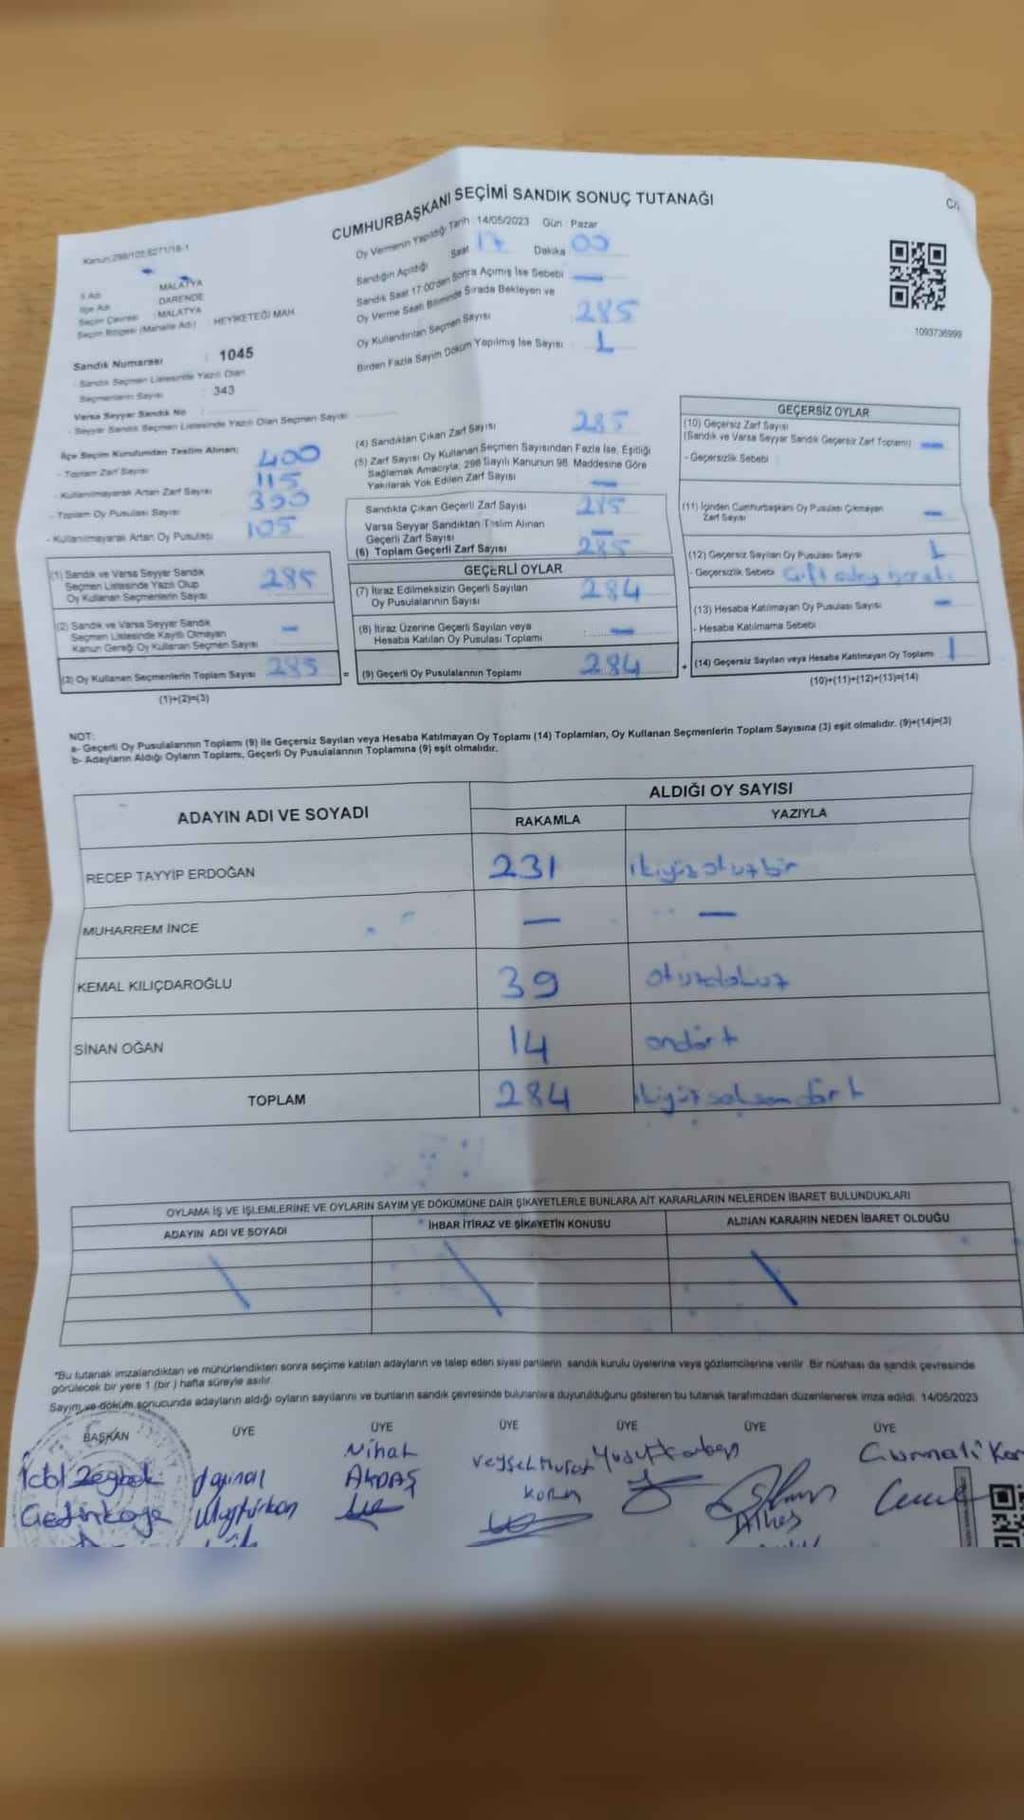 CUMHURBAŞKANI SEÇİMİ SANDIK SONUÇ TUTANAĞI
Kanun:298/102;6271/18-1
Oy Vermenin Yapıldığı Tarih 14/05/2023 Gün : Pazar
Sandığın Açıldığı Saat 17 Dakika 00
Sandık Saat 17:00'den Sonra Açılmış İse Sebebi —
Oy Verme Saati Bitiminde Sırada Bekleyen ve
Oy Kullandırılan Seçmen Sayısı 285
Birden Fazla Sayım Döküm Yapılmış İse Sayısı 1
1093736999
İl Adı : MALATYA
İlçe Adı : DARENDE
Seçim Çevresi : MALATYA
Seçim Bölgesi (Mahalle Adı) : HEYİKETEĞİ MAH.
Sandık Numarası : 1045
- Sandık Seçmen Listesinde Yazılı Olan
Seçmenlerin Sayısı : 343
Varsa Seyyar Sandık No
- Seyyar Sandık Seçmen Listesinde Yazılı Olan Seçmen Sayısı
İlçe Seçim Kurulundan Teslim Alınan;
- Toplam Zarf Sayısı 400
- Kullanılmayarak Artan Zarf Sayısı 115
- Toplam Oy Pusulası Sayısı 390
- Kullanılmayarak Artan Oy Pusulası 105
(1) Sandık ve Varsa Seyyar Sandık
Seçmen Listesinde Yazılı Olup
Oy Kullanan Seçmenlerin Sayısı 285
(2) Sandık ve Varsa Seyyar Sandık
Seçmen Listesinde Kayıtlı Olmayan
Kanun Gereği Oy Kullanan Seçmen Sayısı —
(3) Oy Kullanan Seçmenlerin Toplam Sayısı 285 =
(1)+(2)=(3)
(4) Sandıktan Çıkan Zarf Sayısı 285
(5) Zarf Sayısı Oy Kullanan Seçmen Sayısından Fazla İse, Eşitliği
Sağlamak Amacıyla; 298 Sayılı Kanunun 98. Maddesine Göre
Yakılarak Yok Edilen Zarf Sayısı —
Sandıkta Çıkan Geçerli Zarf Sayısı 285
Varsa Seyyar Sandıktan Teslim Alınan
Geçerli Zarf Sayısı —
(6) Toplam Geçerli Zarf Sayısı 285
GEÇERLİ OYLAR
(7) İtiraz Edilmeksizin Geçerli Sayılan
Oy Pusulalarının Sayısı 284
(8) İtiraz Üzerine Geçerli Sayılan veya
Hesaba Katılan Oy Pusulası Toplamı —
(9) Geçerli Oy Pusulalarının Toplamı 284 +
GEÇERSİZ OYLAR
(10) Geçersiz Zarf Sayısı
(Sandık ve Varsa Seyyar Sandık Geçersiz Zarf Toplamı) —
- Geçersizlik Sebebi
(11) İçinden Cumhurbaşkanı Oy Pusulası Çıkmayan
Zarf Sayısı —
(12) Geçersiz Sayılan Oy Pusulası Sayısı 1
- Geçersizlik Sebebi Çift
(13) Hesaba Katılmayan Oy Pusulası Sayısı —
- Hesaba Katılmama Sebebi
(14) Geçersiz Sayılan veya Hesaba Katılmayan Oy Toplamı 1
(10)+(11)+(12)+(13)=(14)
NOT:
a- Geçerli Oy Pusulalarının Toplamı (9) ile Geçersiz Sayılan veya Hesaba Katılmayan Oy Toplamı (14) Toplamları, Oy Kullanan Seçmenlerin Toplam Sayısına (3) eşit olmalıdır. (9)+(14)=(3)
b- Adayların Aldığı Oyların Toplamı, Geçerli Oy Pusulalarının Toplamına (9) eşit olmalıdır.
ADAYIN ADI VE SOYADI
ALDIĞI OY SAYISI
RAKAMLA YAZIYLA
RECEP TAYYİP ERDOĞAN 231 ikiyüzotuzbir
MUHARREM İNCE — —
KEMAL KILIÇDAROĞLU 39 otuzdokuz
SİNAN OĞAN 14 ondört
TOPLAM 284 ikiyüzseksendört
OYLAMA İŞ VE İŞLEMLERİNE VE OYLARIN SAYIM VE DÖKÜMÜNE DAİR ŞİKAYETLERLE BUNLARA AİT KARARLARIN NELERDEN İBARET BULUNDUKLARI
ADAYIN ADI VE SOYADI İHBAR İTİRAZ VE ŞİKAYETİN KONUSU ALINAN KARARIN NEDEN İBARET OLDUĞU
*Bu tutanak imzalandıktan ve mühürlendikten sonra seçime katılan adayların ve talep eden siyasi partilerin sandık kurulu üyelerine veya gözlemcilerine verilir. Bir nüshası da sandık çevresinde
görülecek bir yere 1 (bir ) hafta süreyle asılır.
Sayım ve döküm sonucunda adayların aldığı oyların sayılarını ve bunların sandık çevresinde bulunanlara duyurulduğunu gösteren bu tutanak tarafımızdan düzenlenerek imza edildi. 14/05/2023
BAŞKAN ÜYE ÜYE ÜYE ÜYE ÜYE ÜYE
Nihat
AKDAŞ
Veysel Murat